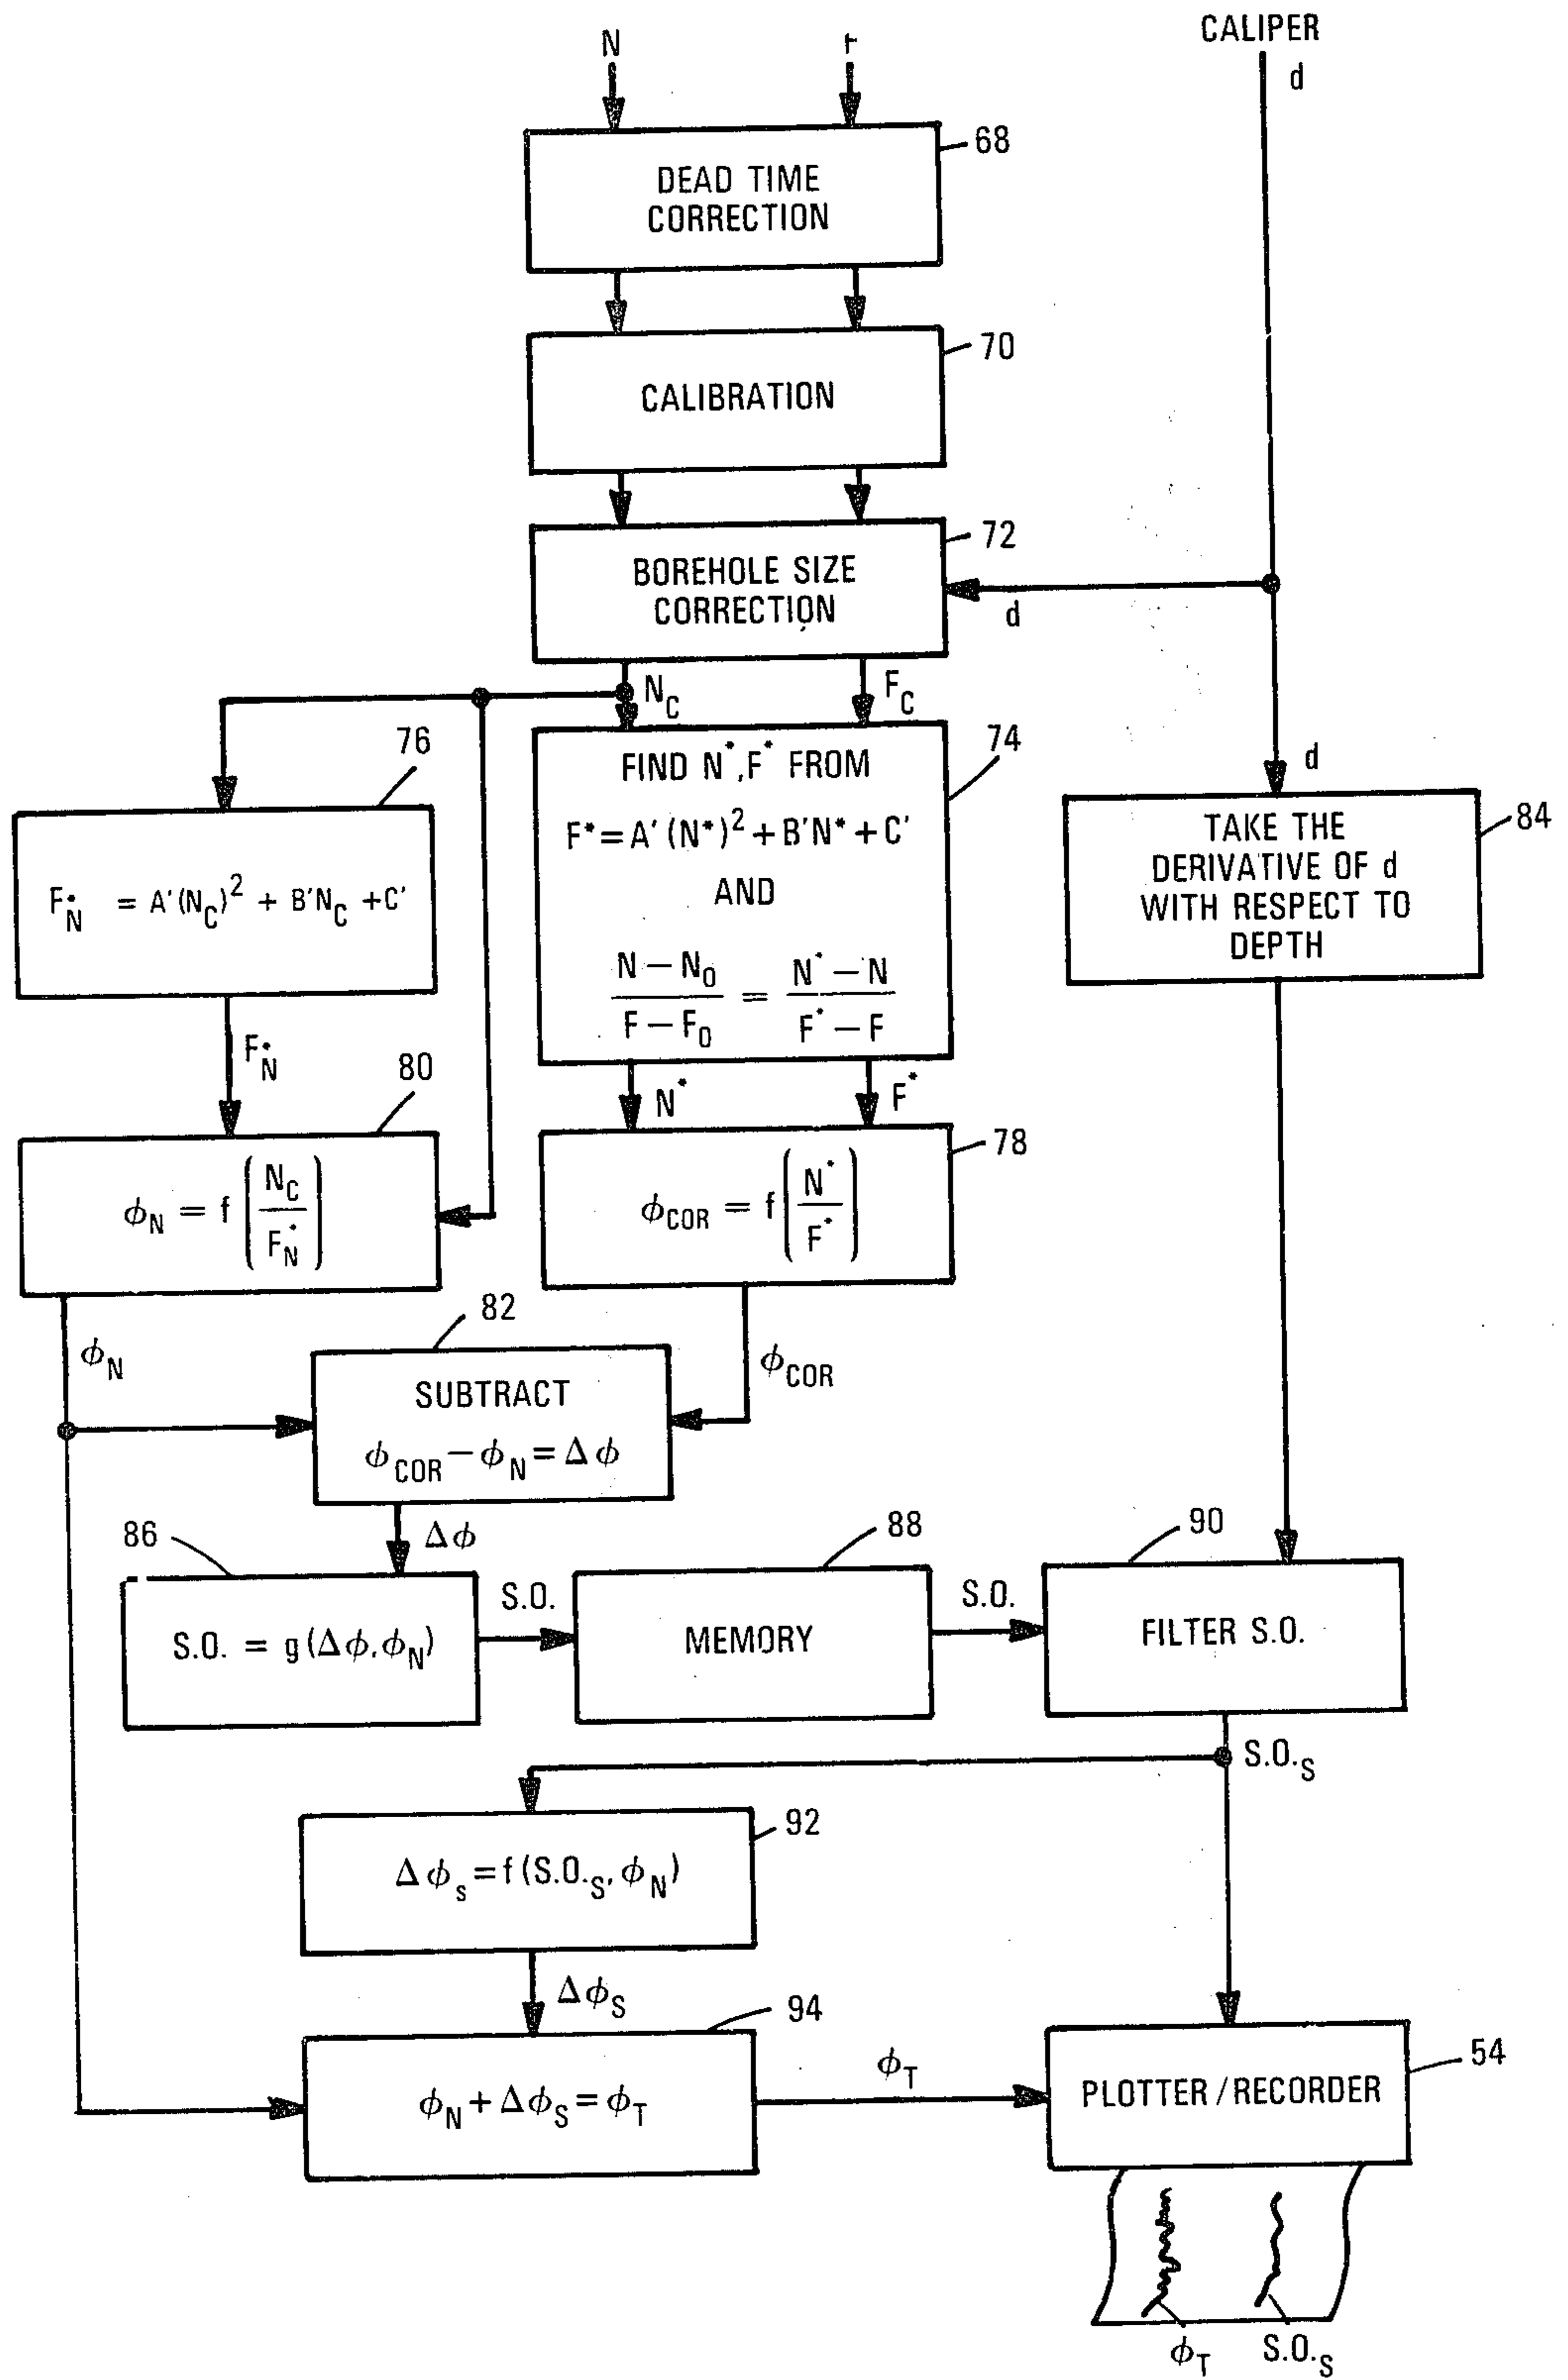 N
F
CALIPER
d
68
DEAD TIME
CORRECTION
70
CALIBRATION
72
BOREHOLE SIZE
CORRECTION
d
N_C
F_C
76
74
d
FIND N*,F* FROM
F* = A'(N*)² + B'N* + C'
AND
N − N_0 / F − F_0 = N* − N / F* − F
F_N* = A'(N_C)² + B'N_C + C'
84
TAKE THE
DERIVATIVE OF d
WITH RESPECT TO
DEPTH
F_N*
80
N*
F*
78
ϕ_N = f(N_C / F_N*)
ϕ_COR = f(N* / F*)
82
ϕ_N
ϕ_COR
SUBTRACT
ϕ_COR − ϕ_N = Δϕ
86
Δϕ
88
90
S.O. = g(Δϕ,ϕ_N)
S.O.
MEMORY
S.O.
FILTER S.O.
S.O._S
92
Δϕ_s = f(S.O._S, ϕ_N)
Δϕ_S
94
ϕ_N + Δϕ_S = ϕ_T
ϕ_T
54
PLOTTER/RECORDER
ϕ_T
S.O._S